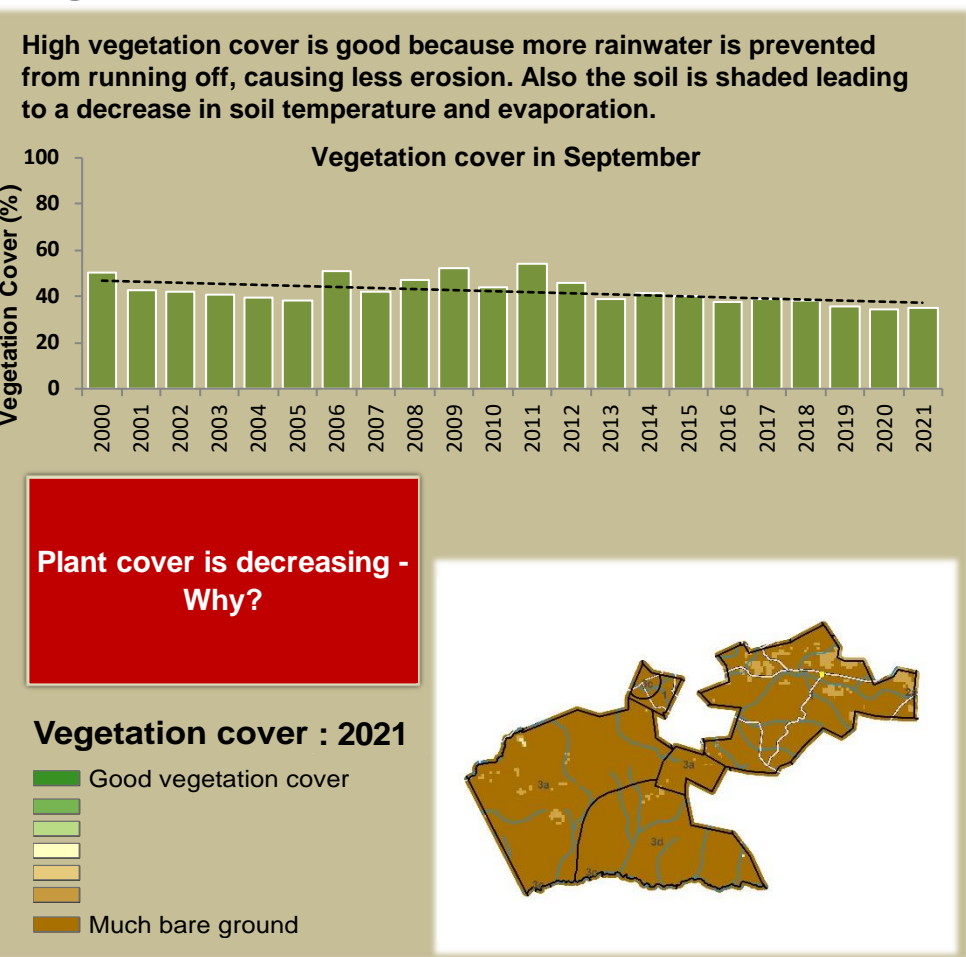 High vegetation cover is good because more rainwater is prevented
from running off, causing less erosion. Also the soil is shaded leading
to a decrease in soil temperature and evaporation.
Vegetation cover in September
Vegetation Cover (%)
100
80
60
40
20
0
2000 2001 2002 2003 2004 2005 2006 2007 2008 2009 2010 2011 2012 2013 2014 2015 2016 2017 2018 2019 2020 2021
Plant cover is decreasing -
Why?
Vegetation cover : 2021
Good vegetation cover
Much bare ground
1
3a
3a
3d